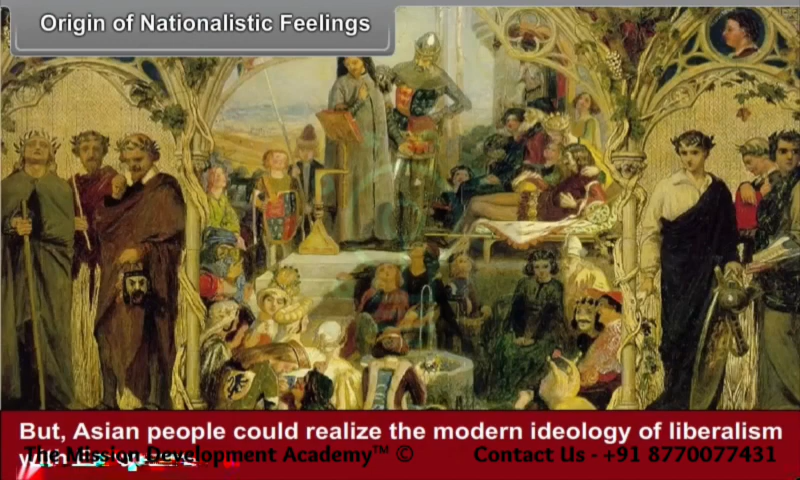 Origin of Nationalistic Feelings
But, Asian people could realize the modern ideology of liberalism
The Mission Development Academy™ © Contact Us - +91 8770077431